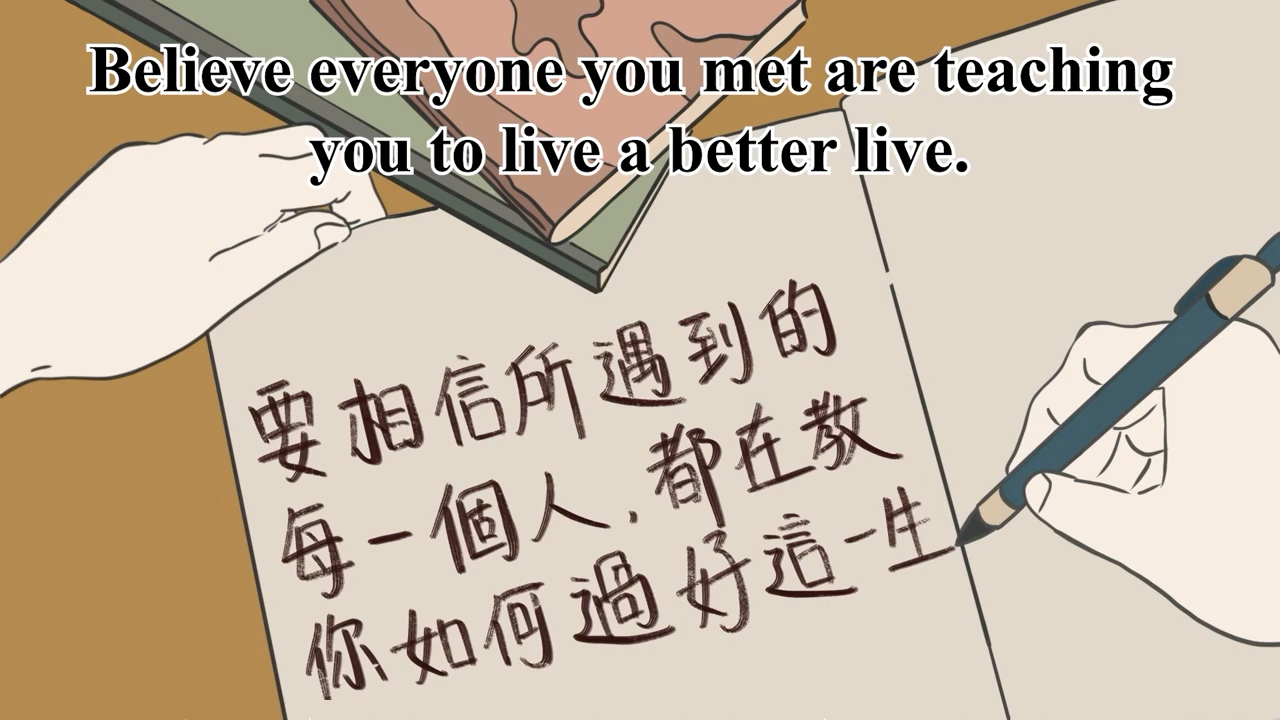 Believe everyone you met are teaching
you to live a better live.
要相信所遇到的
每一個人,都在教
你如何過好這一生